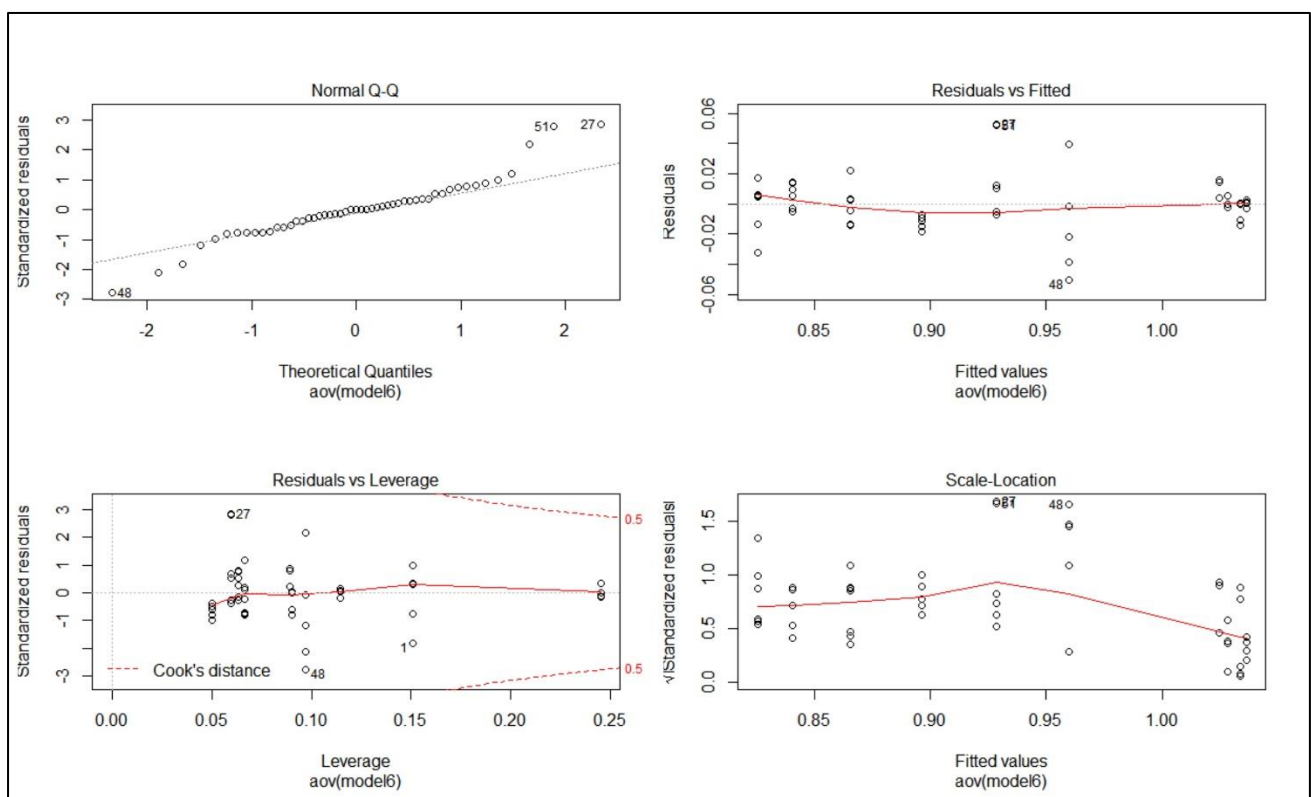 Normal Q-Q
Standardized residuals
3
2
1
0
-1
-2
-3
51
27
48
-2
-1
0
1
2
Theoretical Quantiles
aov(model6)
Residuals vs Fitted
Residuals
0.06
0.02
-0.02
-0.06
48
0.85
0.90
0.95
1.00
Fitted values
aov(model6)
Residuals vs Leverage
Standardized residuals
3
2
1
0
-1
-3
27
1
48
0.5
0.5
Cook's distance
0.00
0.05
0.10
0.15
0.20
0.25
Leverage
aov(model6)
Scale-Location
√|Standardized residuals|
1.5
1.0
0.5
0.0
48
0.85
0.90
0.95
1.00
Fitted values
aov(model6)